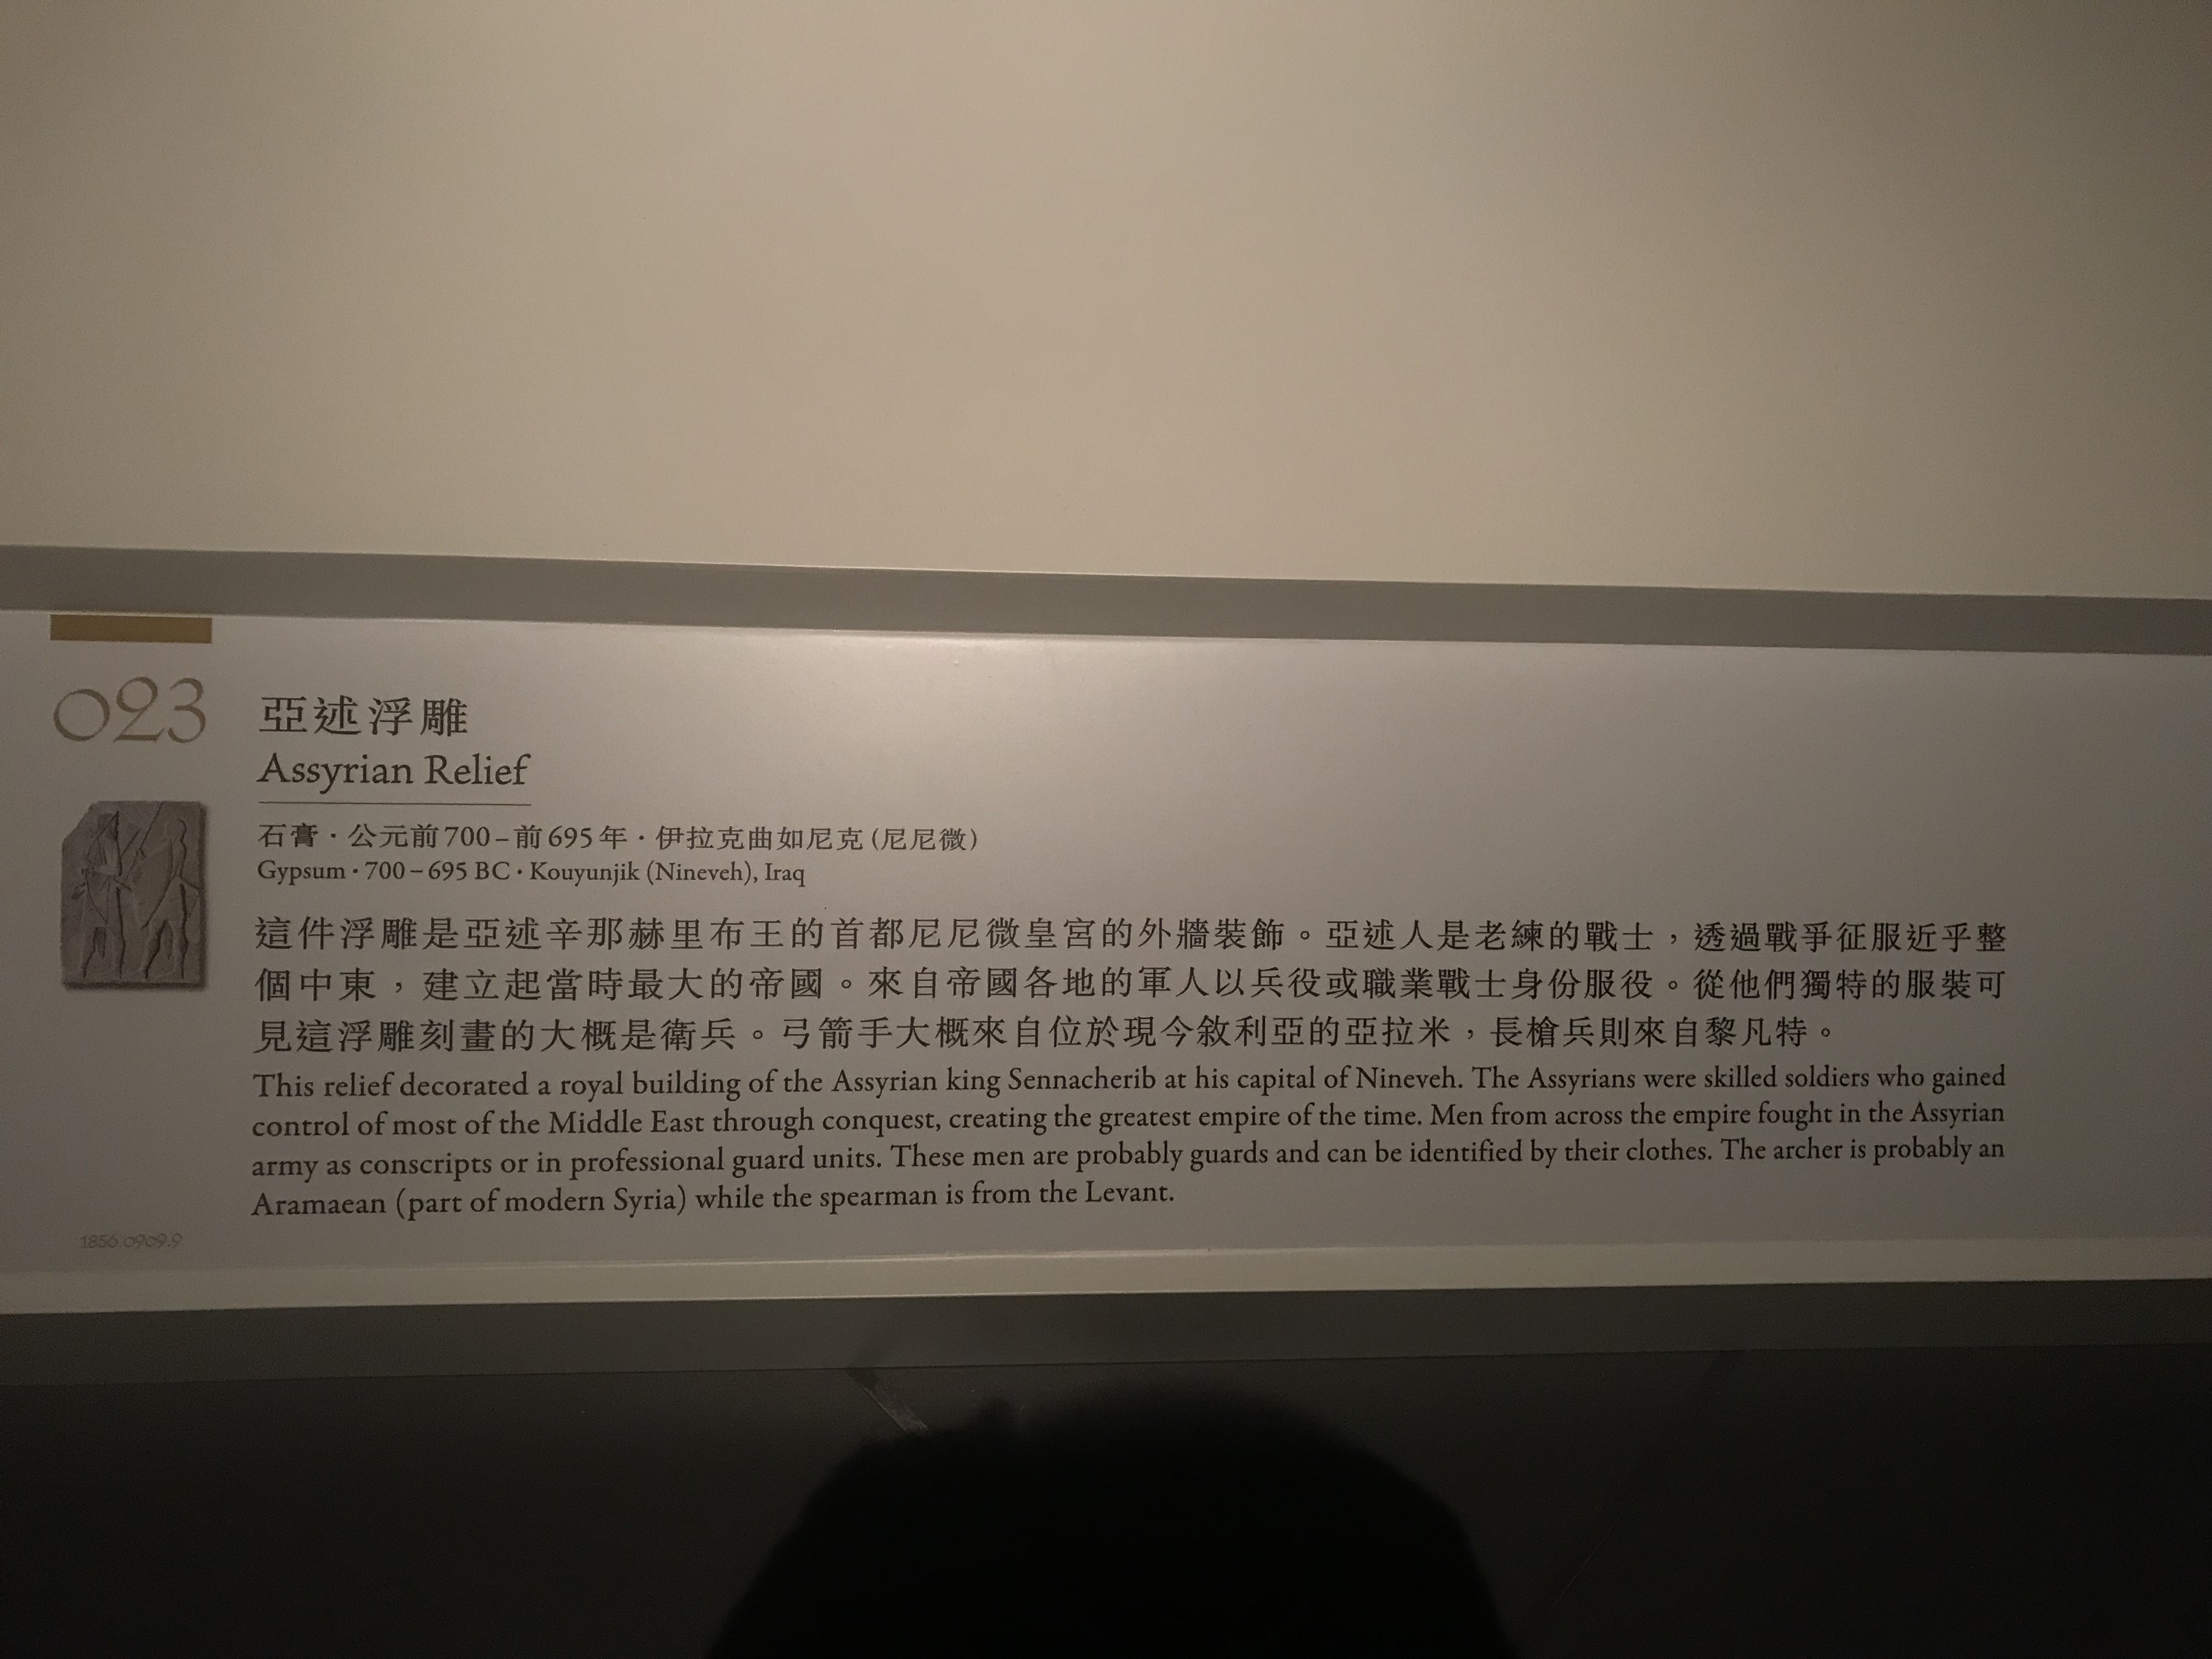 023
亞述浮雕
Assyrian Relief
石膏·公元前700–前695年·伊拉克曲如尼克(尼尼微)
Gypsum · 700 – 695 BC · Kouyunjik (Nineveh), Iraq
這件浮雕是亞述辛那赫里布王的首都尼尼微皇宮的外牆裝飾。亞述人是老練的戰士，透過戰爭征服近乎整
個中東，建立起當時最大的帝國。來自帝國各地的軍人以兵役或職業戰士身份服役。從他們獨特的服裝可
見這浮雕刻畫的大概是衛兵。弓箭手大概來自位於現今敘利亞的亞拉米，長槍兵則來自黎凡特。
This relief decorated a royal building of the Assyrian king Sennacherib at his capital of Nineveh. The Assyrians were skilled soldiers who gained
control of most of the Middle East through conquest, creating the greatest empire of the time. Men from across the empire fought in the Assyrian
army as conscripts or in professional guard units. These men are probably guards and can be identified by their clothes. The archer is probably an
Aramaean (part of modern Syria) while the spearman is from the Levant.
1856.0909.9